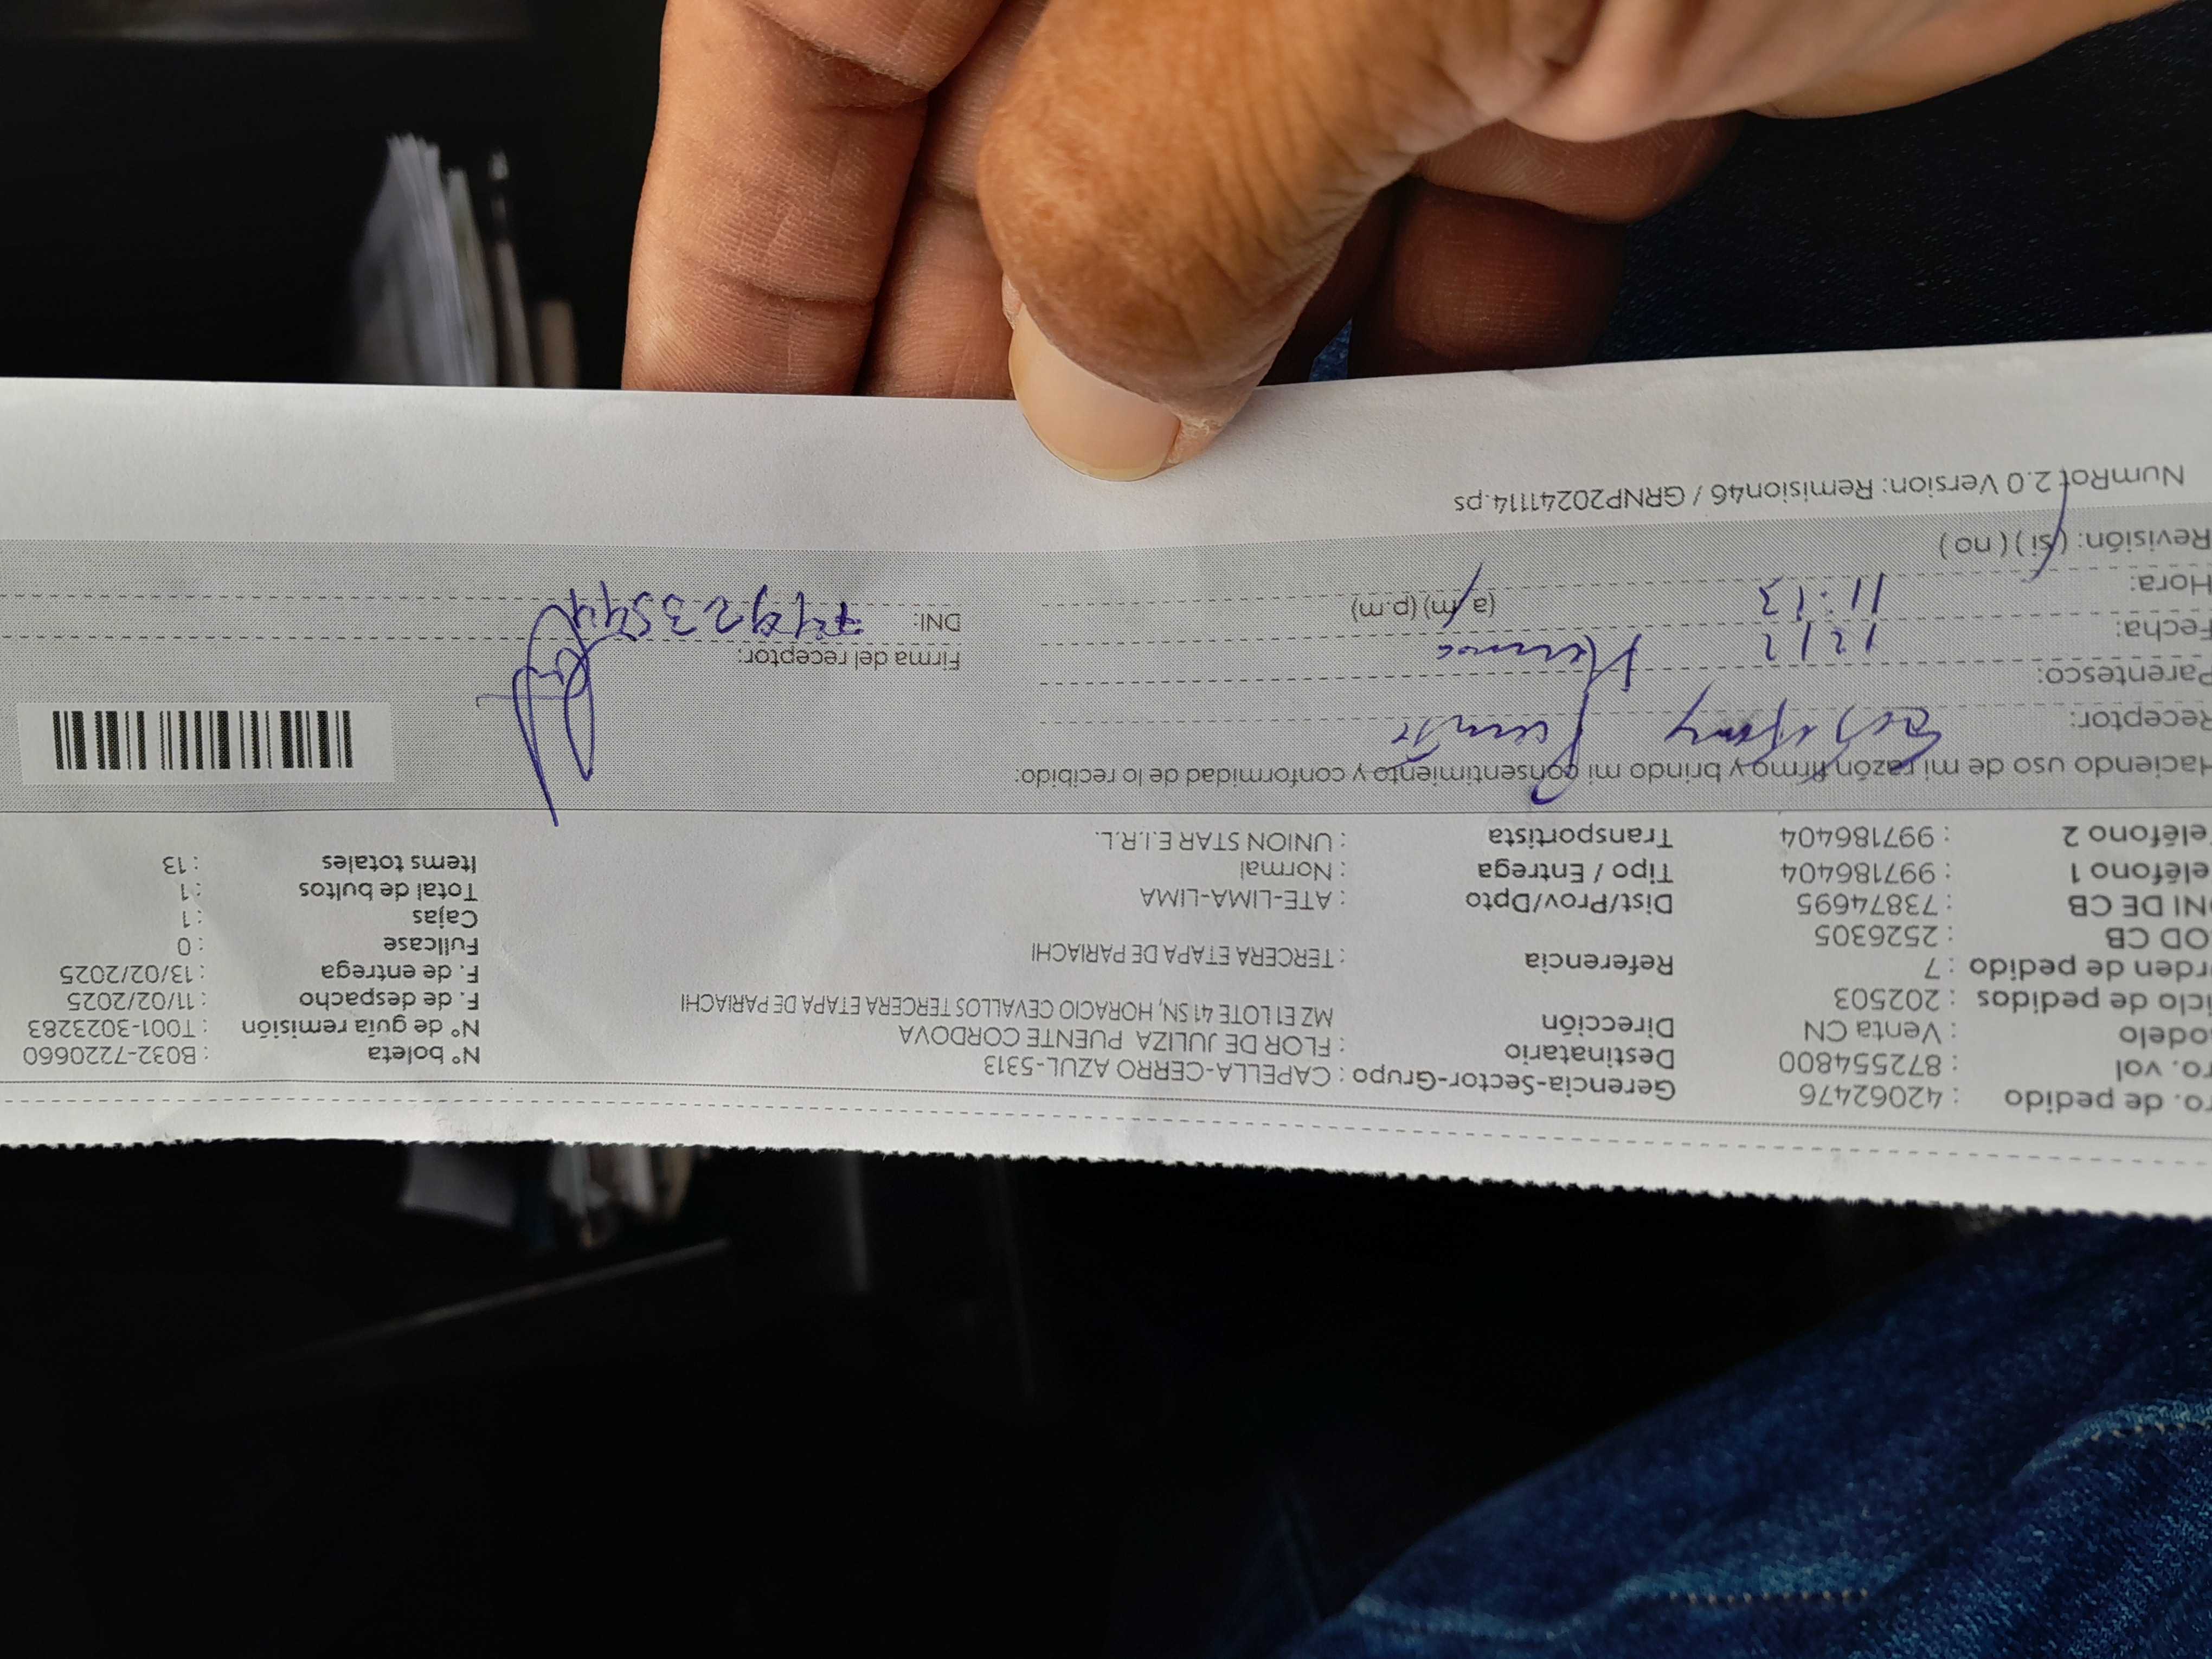 ro. de pedido : 42062476 Gerencia-Sector-Grupo : CAPELLA-CERRO AZUL-5313 N° boleta : B032-7220660
ro. vol : 872554800 Destinatario : FLOR DE JULIZA PUENTE CORDOVA N° de guía remisión : T001-3023283
odelo : Venta CN Dirección MZ E1 LOTE 41 SN, HORACIO CEVALLOS TERCERA ETAPA DE PARIACHI F. de despacho : 11/02/2025
iclo de pedidos : 202503 F. de entrega : 13/02/2025
rden de pedido : 7 Referencia : TERCERA ETAPA DE PARIACHI Fullcase : 0
OD CB : 2526305 Cajas : 1
NI DE CB : 73874695 Dist/Prov/Dpto : ATE-LIMA-LIMA Total de bultos : 1
eléfono 1 : 997186404 Tipo / Entrega : Normal Items totales : 13
eléfono 2 : 997186404 Transportista : UNION STAR E.I.R.L.
Haciendo uso de mi razón firmo y brindo mi consentimiento y conformidad de lo recibido:
Receptor:
Parentesco: Firma del receptor:
Fecha: 12/2 DNI:
Hora: 11:13 (a.m) (p.m)
Revisión: (si) (no)
NumRot 2.0 Version: Remision46 / GRNP20241114.ps